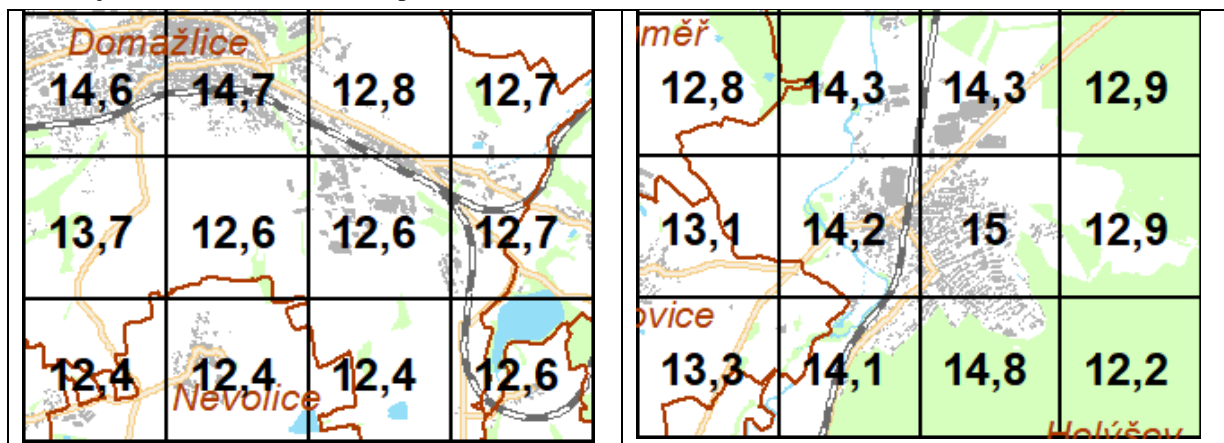 Domažlice
14,6 14,7 12,8 12,7
13,7 12,6 12,6 12,7
12,4 12,4 12,4 12,6
Nevolice
měř
12,8 14,3 14,3 12,9
13,1 14,2 15 12,9
ovice
13,3 14,1 14,8 12,2
Holýšov